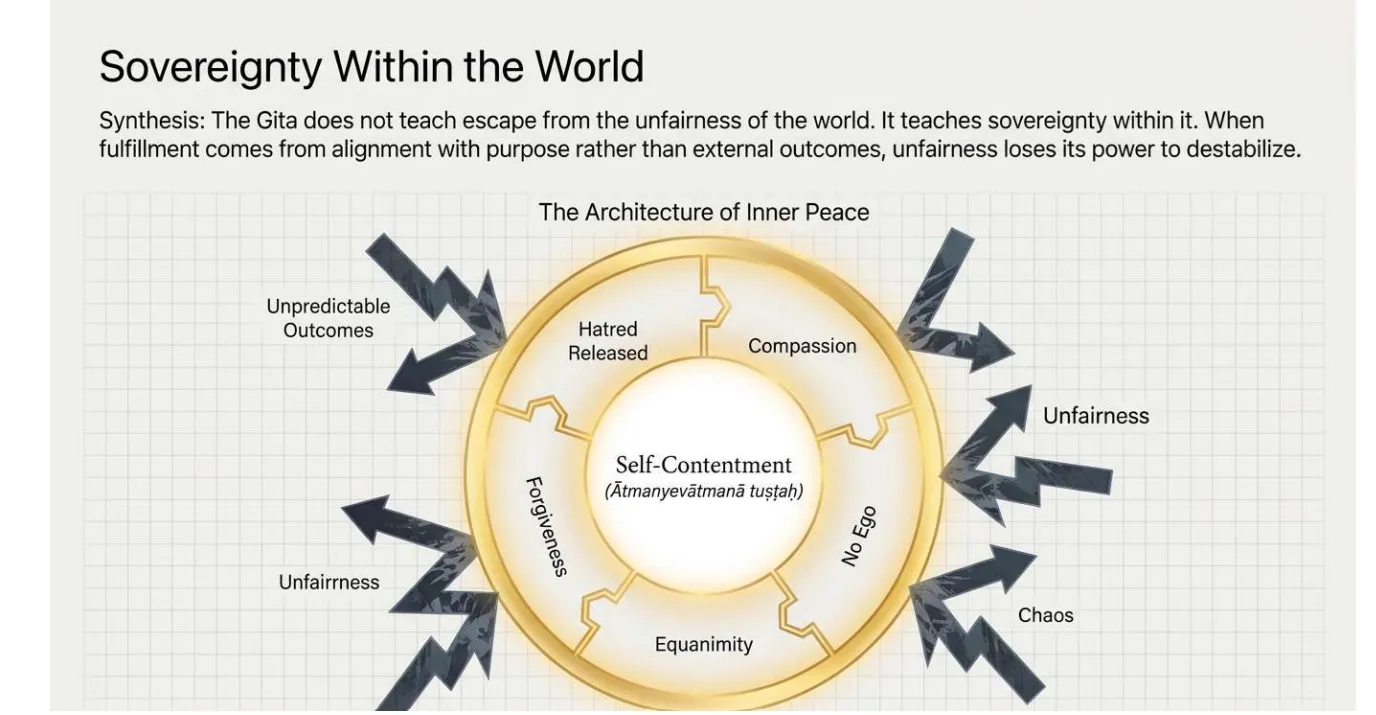 Sovereignty Within the World
Synthesis: The Gita does not teach escape from the unfairness of the world. It teaches sovereignty within it. When
fulfillment comes from alignment with purpose rather than external outcomes, unfairness loses its power to destabilize.
The Architecture of Inner Peace
Unpredictable
Outcomes
Hatred
Released
Compassion
Unfairness
Self-Contentment
(Ātmanyevātmanā tuṣṭaḥ)
Forgiveness
No Ego
Unfairrness
Chaos
Equanimity